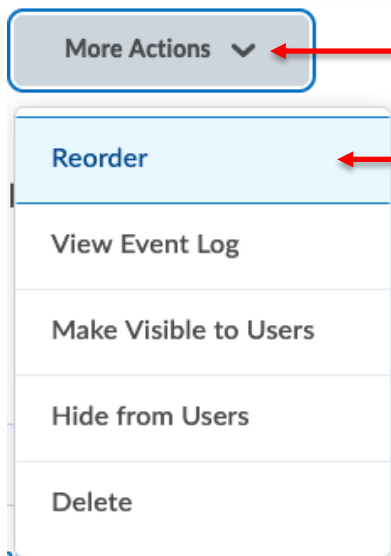 More Actions
Reorder
View Event Log
Make Visible to Users
Hide from Users
Delete